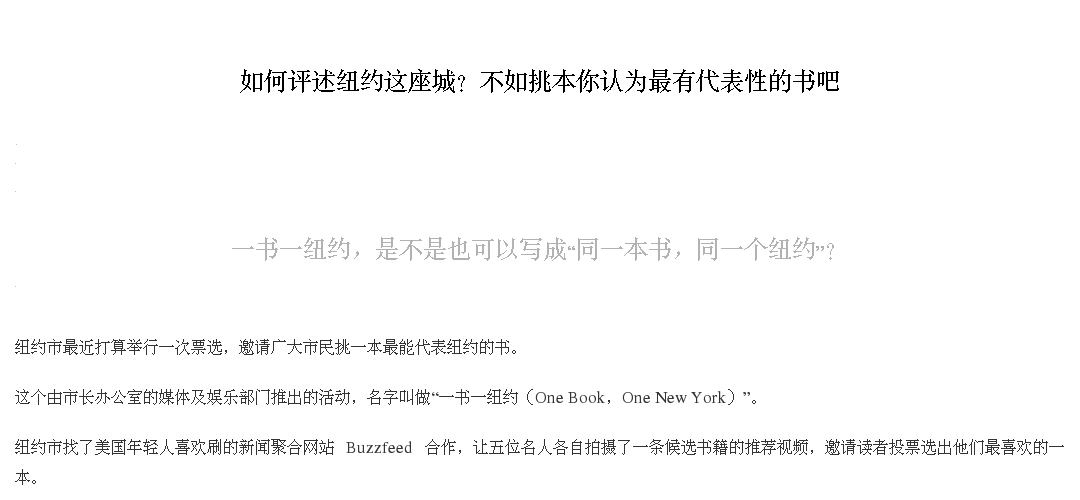 如何评述纽约这座城？不如挑本你认为最有代表性的书吧
一书一纽约，是不是也可以写成“同一本书，同一个纽约”？
纽约市最近打算举行一次票选，邀请广大市民挑一本最能代表纽约的书。
这个由市长办公室的媒体及娱乐部门推出的活动，名字叫做“一书一纽约（One Book，One New York）”。
纽约市找了美国年轻人喜欢刷的新闻聚合网站 Buzzfeed 合作，让五位名人各自拍摄了一条候选书籍的推荐视频，邀请读者投票选出他们最喜欢的一
本。